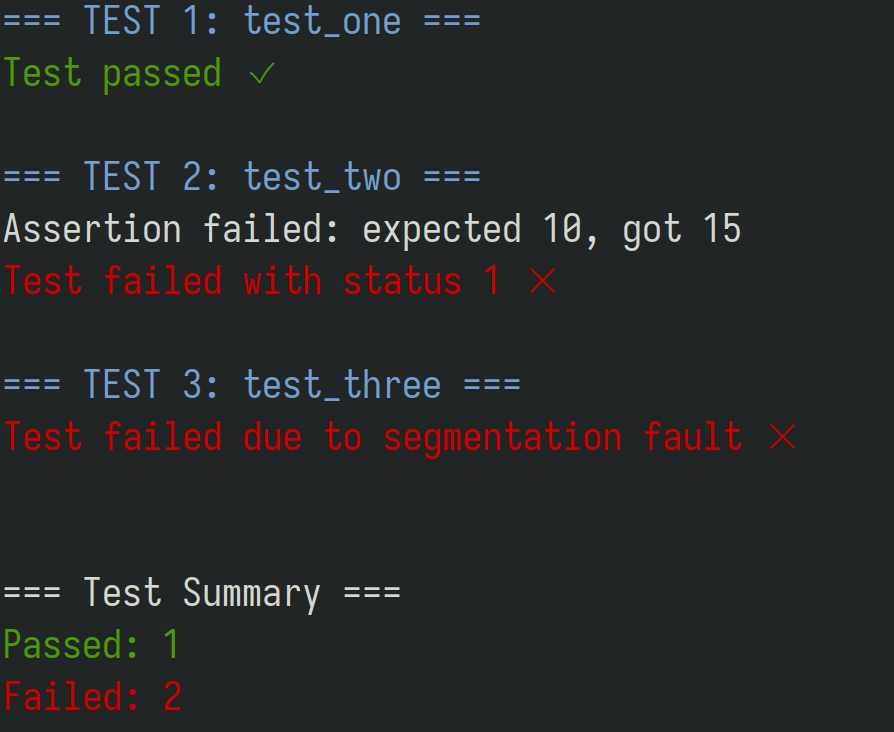 === TEST 1: test_one ===
Test passed ✓
=== TEST 2: test_two ===
Assertion failed: expected 10, got 15
Test failed with status 1 ✕
=== TEST 3: test_three ===
Test failed due to segmentation fault ✕
=== Test Summary ===
Passed: 1
Failed: 2